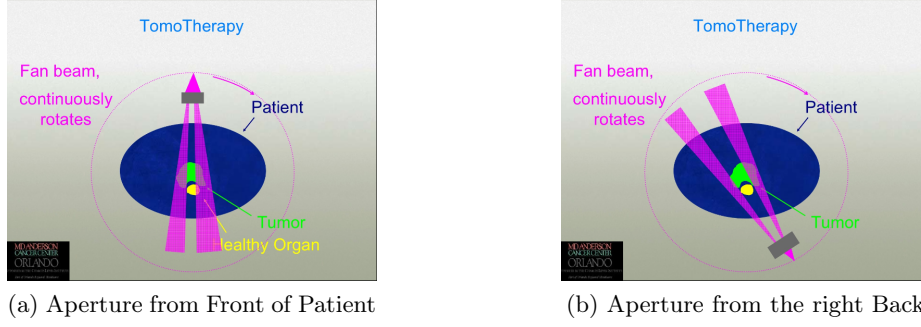 TomoTherapy
Fan beam,
continuously
rotates
Patient
Tumor
Healthy Organ
MD ANDERSON
CANCER CENTER
ORLANDO
(a) Aperture from Front of Patient
TomoTherapy
Fan beam,
continuously
rotates
Patient
Tumor
MD ANDERSON
CANCER CENTER
ORLANDO
(b) Aperture from the right Back